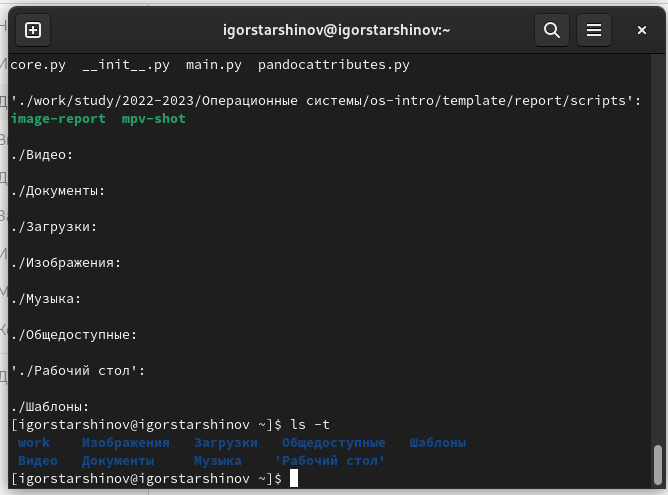 igorstarshinov@igorstarshinov:~
core.py  __init__.py  main.py  pandocattributes.py
'./work/study/2022-2023/Операционные системы/os-intro/template/report/scripts':
image-report  mpv-shot
./Видео:
./Документы:
./Загрузки:
./Изображения:
./Музыка:
./Общедоступные:
'./Рабочий стол':
./Шаблоны:
[igorstarshinov@igorstarshinov ~]$ ls -t
work    Изображения   Загрузки   Общедоступные   Шаблоны
Видео   Документы     Музыка    'Рабочий стол'
[igorstarshinov@igorstarshinov ~]$